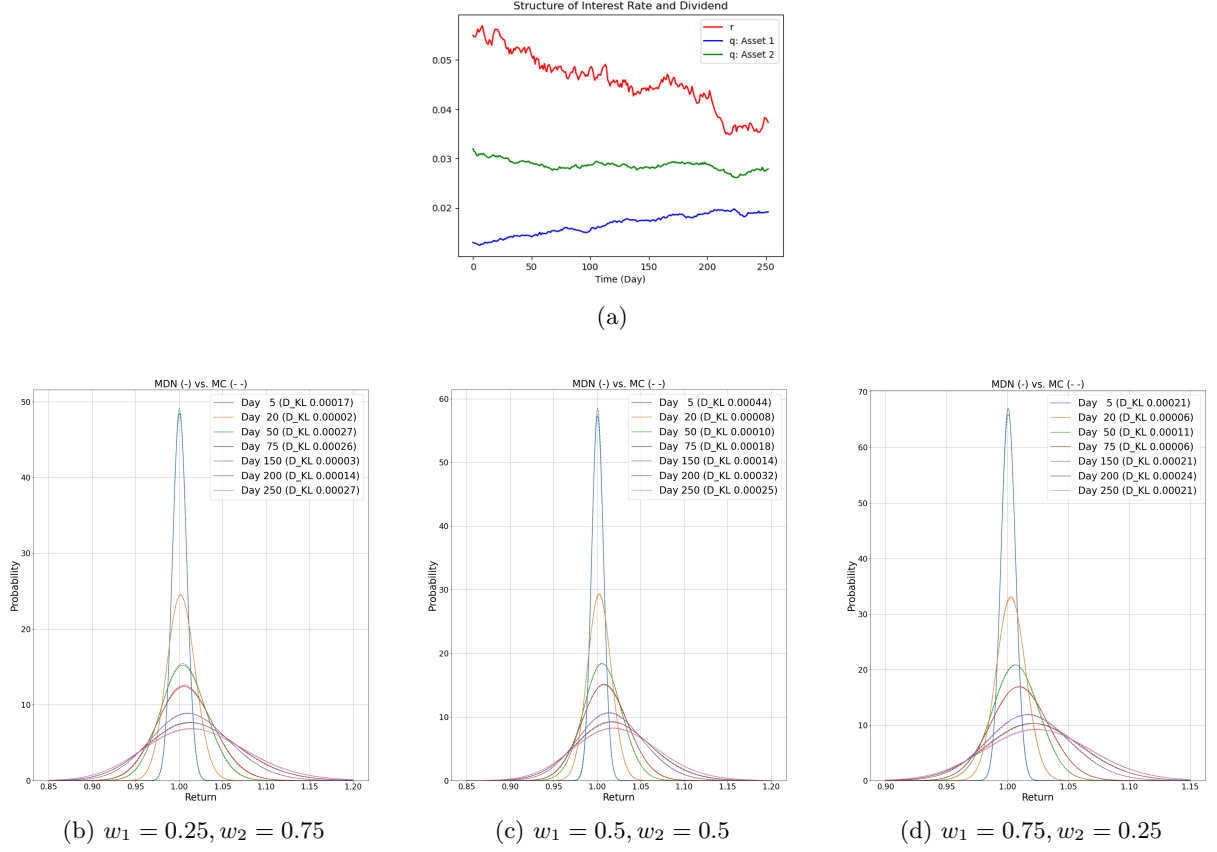 Structure of Interest Rate and Dividend
r
q: Asset 1
q: Asset 2
0.05
0.04
0.03
0.02
0 50 100 150 200 250
Time (Day)
(a)
MDN (-) vs. MC (- -)
Day 5 (D_KL 0.00017)
Day 20 (D_KL 0.00002)
Day 50 (D_KL 0.00027)
Day 75 (D_KL 0.00026)
Day 150 (D_KL 0.00003)
Day 200 (D_KL 0.00014)
Day 250 (D_KL 0.00027)
50
40
30
20
10
0
Probability
0.85 0.90 0.95 1.00 1.05 1.10 1.15 1.20
Return
(b) w₁ = 0.25, w₂ = 0.75
MDN (-) vs. MC (- -)
Day 5 (D_KL 0.00044)
Day 20 (D_KL 0.00008)
Day 50 (D_KL 0.00010)
Day 75 (D_KL 0.00018)
Day 150 (D_KL 0.00014)
Day 200 (D_KL 0.00032)
Day 250 (D_KL 0.00025)
60
50
40
30
20
10
0
Probability
0.85 0.90 0.95 1.00 1.05 1.10 1.15 1.20
Return
(c) w₁ = 0.5, w₂ = 0.5
MDN (-) vs. MC (- -)
Day 5 (D_KL 0.00021)
Day 20 (D_KL 0.00006)
Day 50 (D_KL 0.00011)
Day 75 (D_KL 0.00006)
Day 150 (D_KL 0.00021)
Day 200 (D_KL 0.00024)
Day 250 (D_KL 0.00021)
70
60
50
40
30
20
10
0
Probability
0.90 0.95 1.00 1.05 1.10 1.15
Return
(d) w₁ = 0.75, w₂ = 0.25